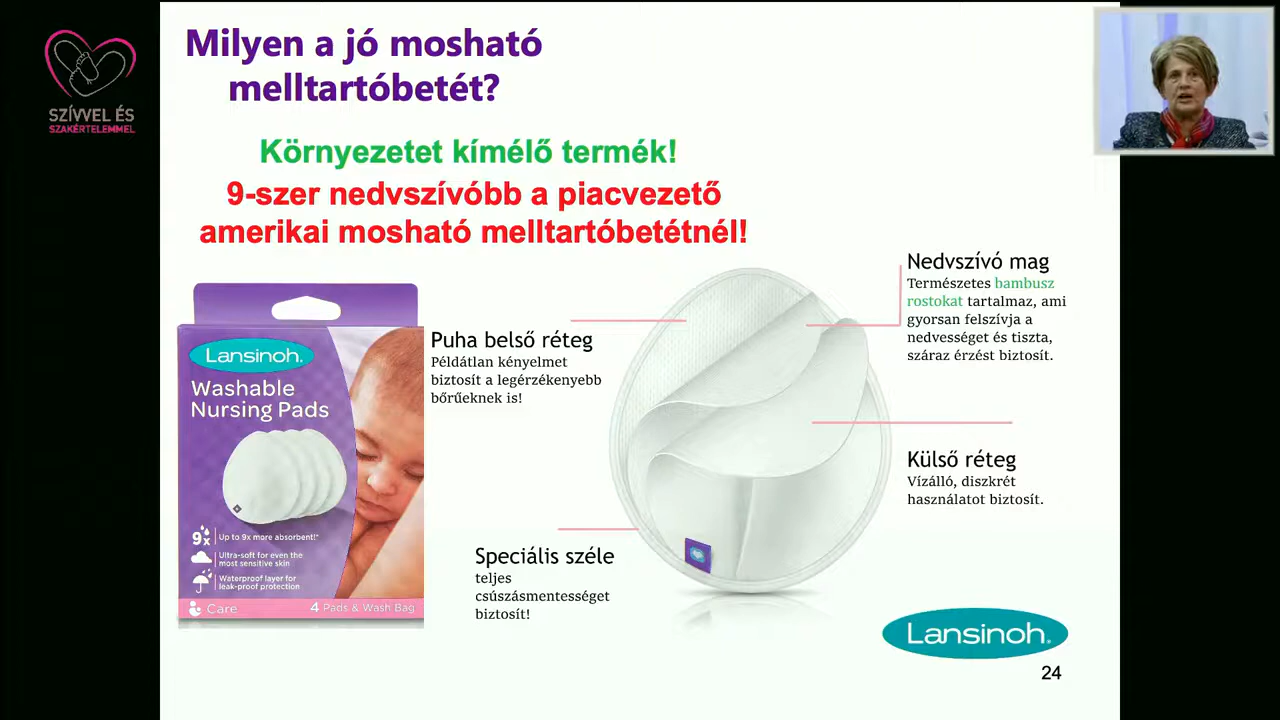 SZÍVVEL ÉS
SZAKÉRTELEMMEL
Milyen a jó mosható
melltartóbetét?
Környezetet kímélő termék!
9-szer nedvszívóbb a piacvezető
amerikai mosható melltartóbetétnél!
Lansinoh®
Washable
Nursing Pads
9x
Up to 9x more absorbent!*
Ultra-soft for even the
most sensitive skin
Waterproof layer for
leak-proof protection
Care
4 Pads & Wash Bag
Puha belső réteg
Példátlan kényelmet
biztosít a legérzékenyebb
bőrűeknek is!
Nedvszívó mag
Természetes bambusz
rostokat tartalmaz, ami
gyorsan felszívja a
nedvességet és tiszta,
száraz érzést biztosít.
Külső réteg
Vízálló, diszkrét
használatot biztosít.
Speciális széle
teljes
csúszásmentességet
biztosít!
Lansinoh®
24